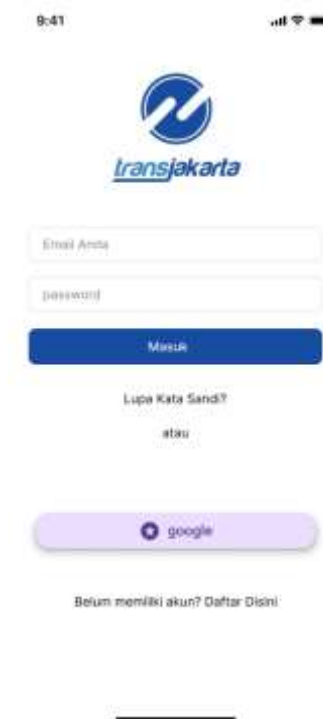 9:41
transjakarta
Email Anda
password
Masuk
Lupa Kata Sandi?
atau
google
Belum memiliki akun? Daftar Disini